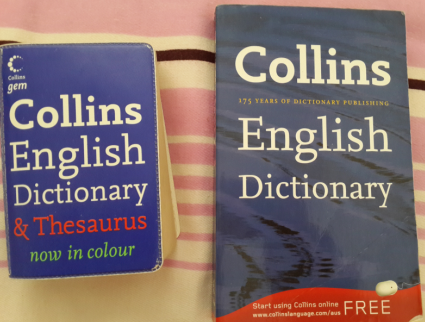 Collins
gem
Collins
English
Dictionary
& Thesaurus
now in colour
Collins
175 YEARS OF DICTIONARY PUBLISHING
English
Dictionary
Start using Collins online
www.collinslanguage.com/aus
FREE